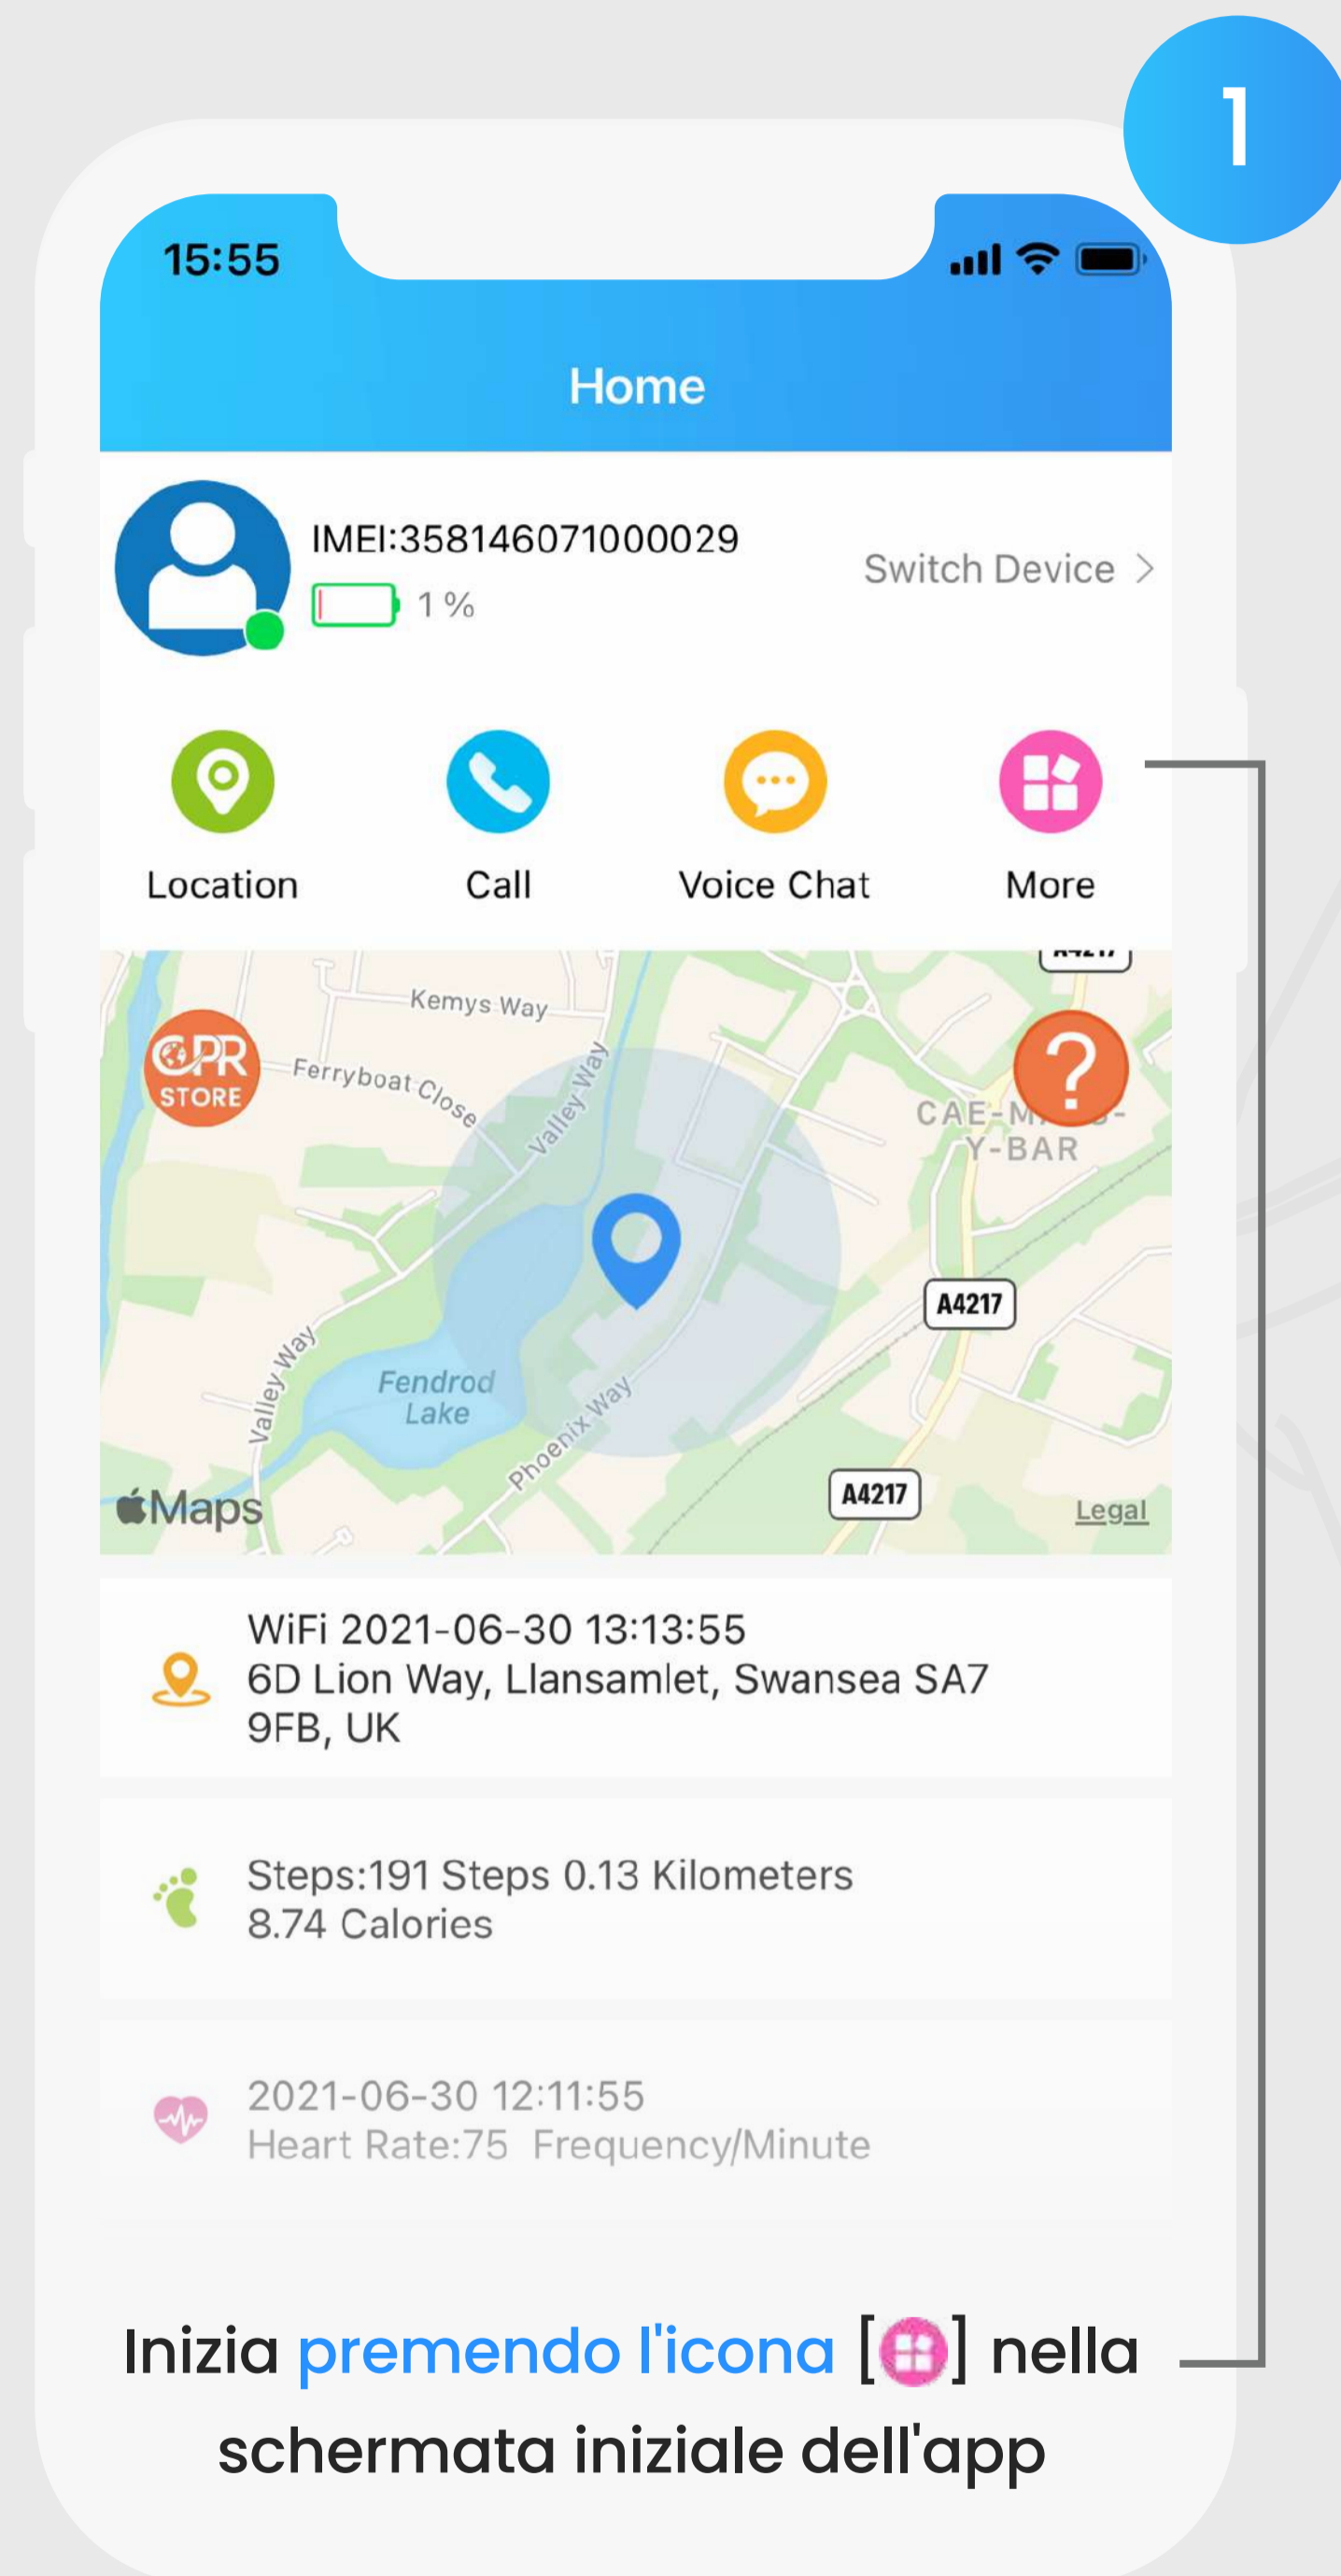 1
15:55
Home
IMEI:358146071000029
1 %
Switch Device >
Location
Call
Voice Chat
More
A4217
Kemys Way
CPR
STORE
?
Ferryboat Close
Valley Way
Y-BAR
A4217
Valley Way
Fendrod
Lake
Phoenix Way
A4217
Maps
Legal
WiFi 2021-06-30 13:13:55
6D Lion Way, Llansamlet, Swansea SA7
9FB, UK
Steps:191 Steps 0.13 Kilometers
8.74 Calories
2021-06-30 12:11:55
Heart Rate:75 Frequency/Minute
Inizia premendo l'icona [] nella
schermata iniziale dell'app